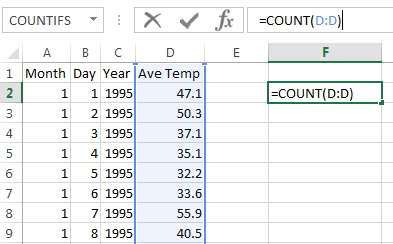 COUNTIFS =COUNT(D:D)
A B C D E F
1 Month Day Year Ave Temp
2 1 1 1995 47.1 =COUNT(D:D)
3 1 2 1995 50.3
4 1 3 1995 37.1
5 1 4 1995 35.1
6 1 5 1995 32.2
7 1 6 1995 33.6
8 1 7 1995 55.9
9 1 8 1995 40.5